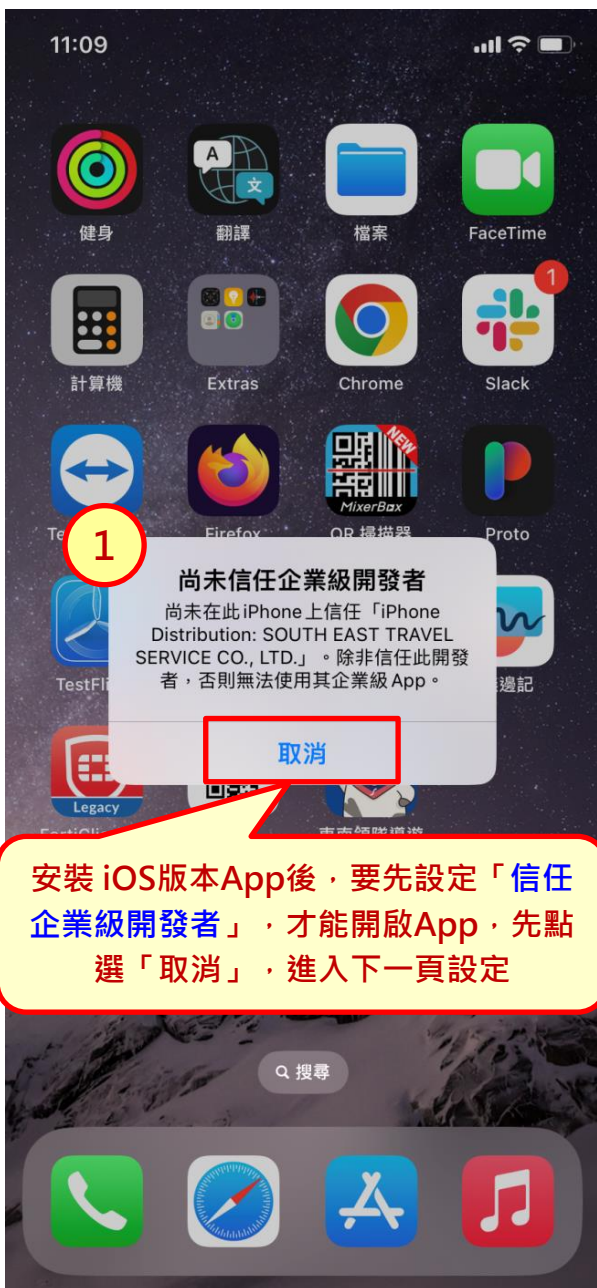 11:09
A
文
健身
翻譯
檔案
FaceTime
1
計算機
Extras
Chrome
Slack
NEW
MixerBox
Firefox
QR 掃描器
Proto
1
尚未信任企業級開發者
尚未在此 iPhone 上信任「iPhone
Distribution: SOUTH EAST TRAVEL
SERVICE CO., LTD.」。除非信任此開發
者,否則無法使用其企業級 App。
TestFli
邊記
取消
Legacy
東南領隊導遊
安裝 iOS版本App後,要先設定「信任
企業級開發者」,才能開啟App,先點
選「取消」,進入下一頁設定
搜尋